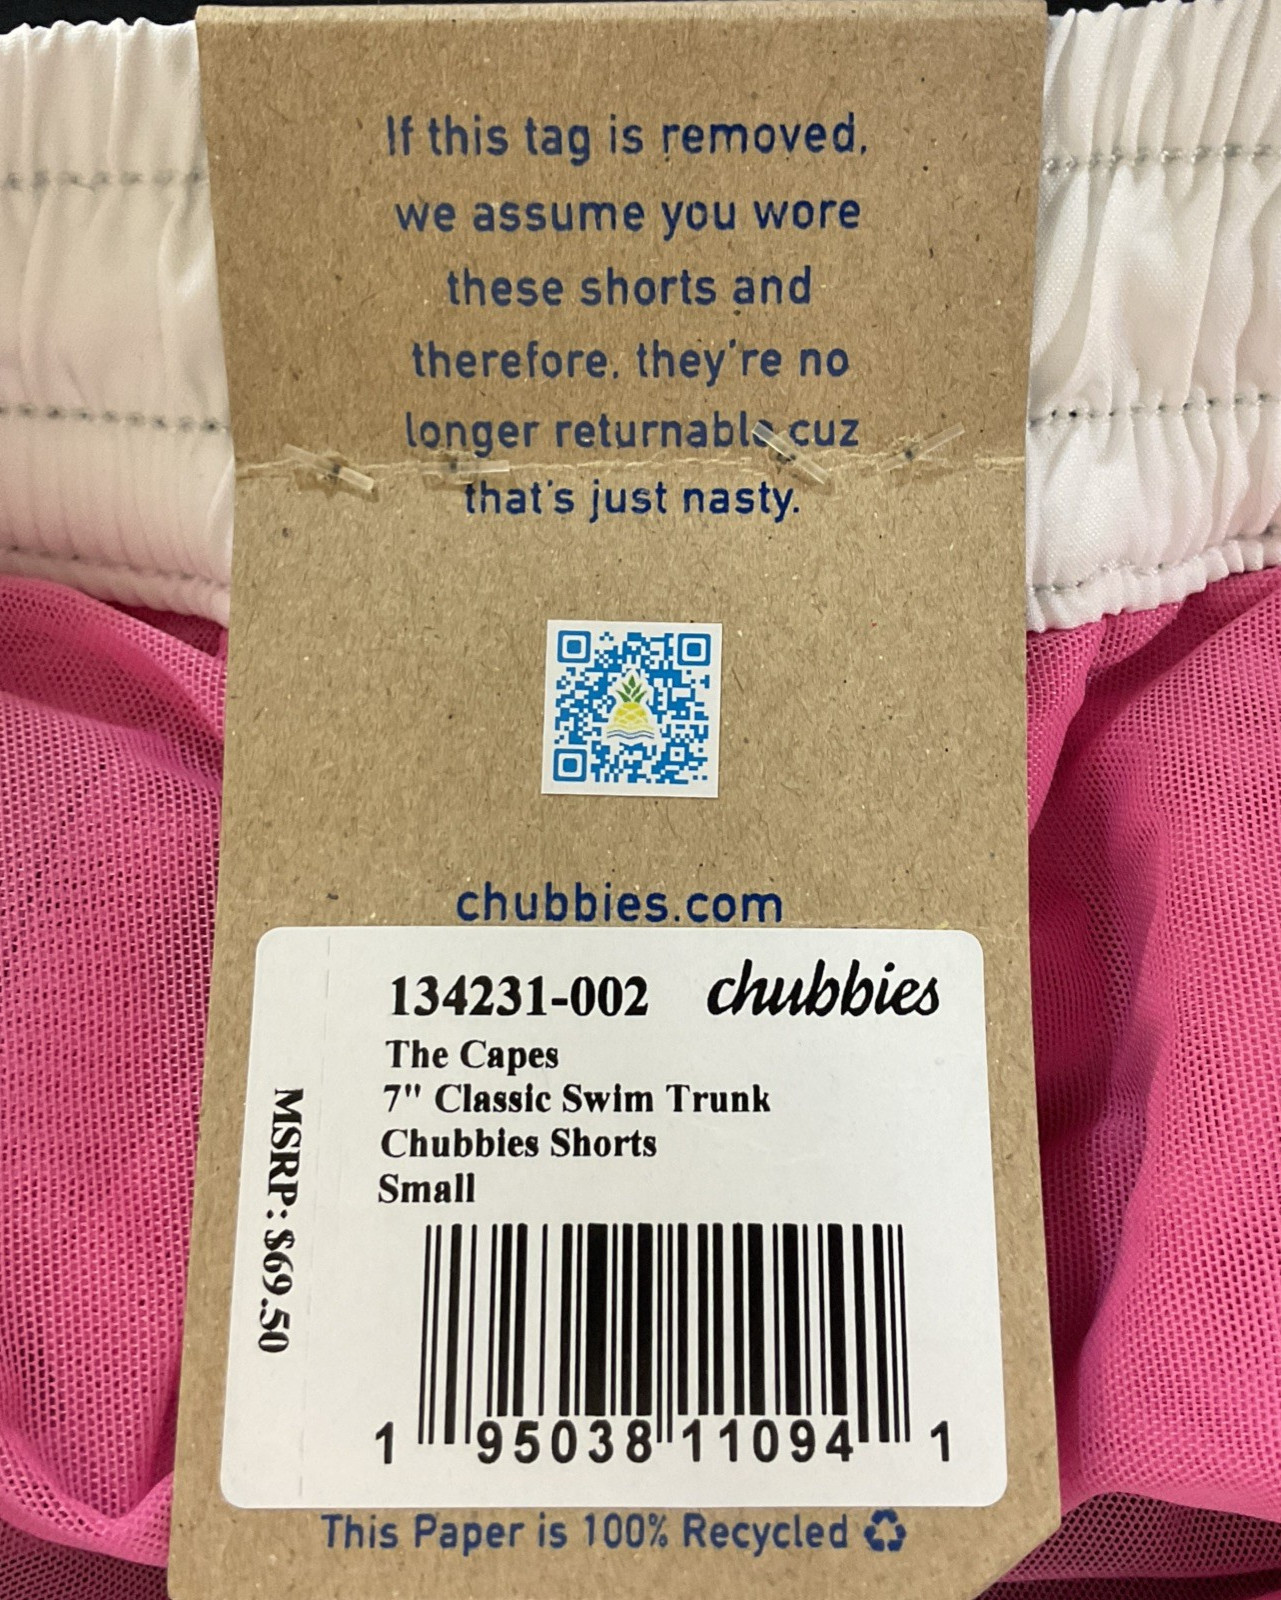 If this tag is removed,
we assume you wore
these shorts and
therefore, they're no
longer returnable cuz
that's just nasty.
chubbies.com
134231-002 chubbies
The Capes
7" Classic Swim Trunk
Chubbies Shorts
Small
MSRP: $69.50
1 95038 11094 1
This Paper is 100% Recycled